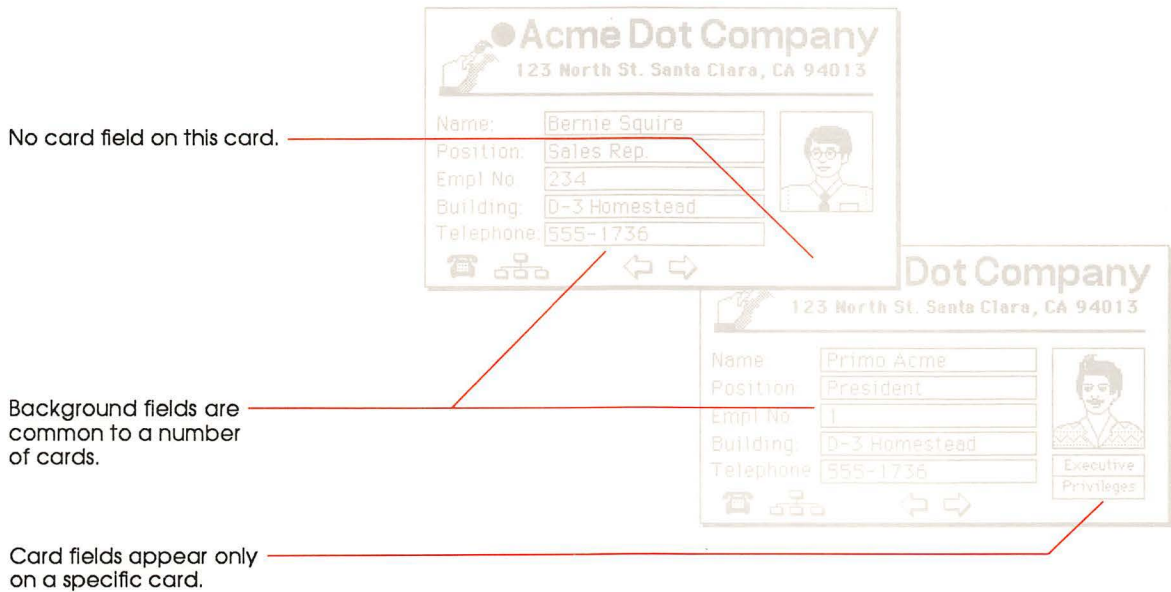 Acme Dot Company
123 North St. Santa Clara, CA 94013
No card field on this card.
Name: Bernie Squire
Position: Sales Rep.
Empl No 234
Building: D-3 Homestead
Telephone: 555-1736
Dot Company
123 North St. Santa Clara, CA 94013
Name Primo Acme
Position President
Empl No 1
Building: D-3 Homestead
Telephone 555-1736
Executive
Privileges
Background fields are
common to a number
of cards.
Card fields appear only
on a specific card.